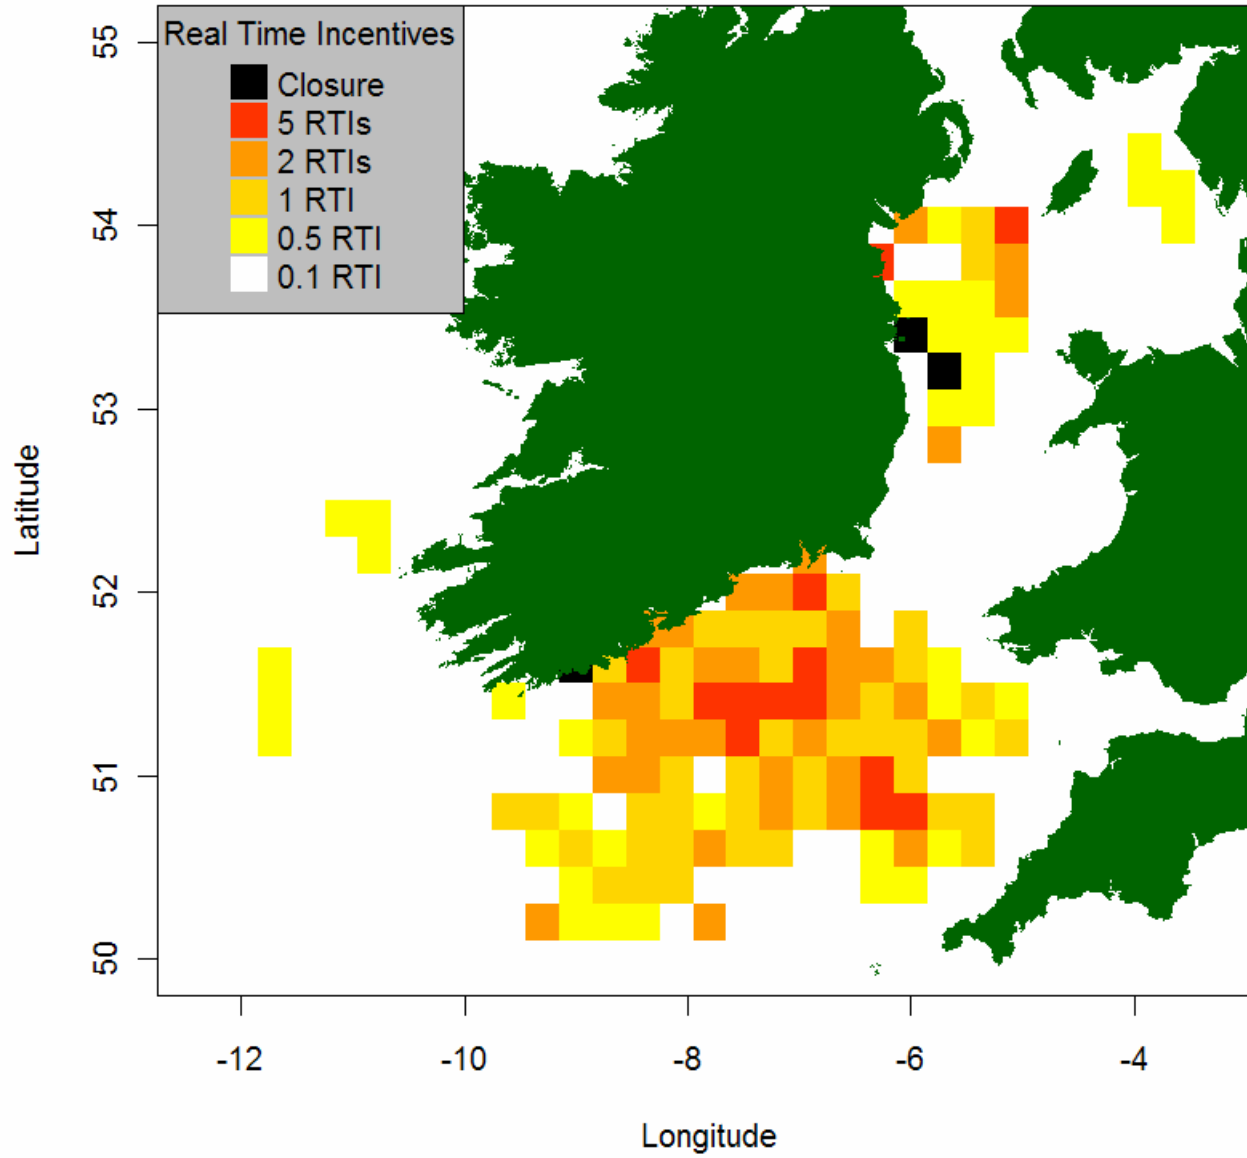 Real Time Incentives
Closure
5 RTIs
2 RTIs
1 RTI
0.5 RTI
0.1 RTI
55
54
53
52
51
50
Latitude
-12 -10 -8 -6 -4
Longitude